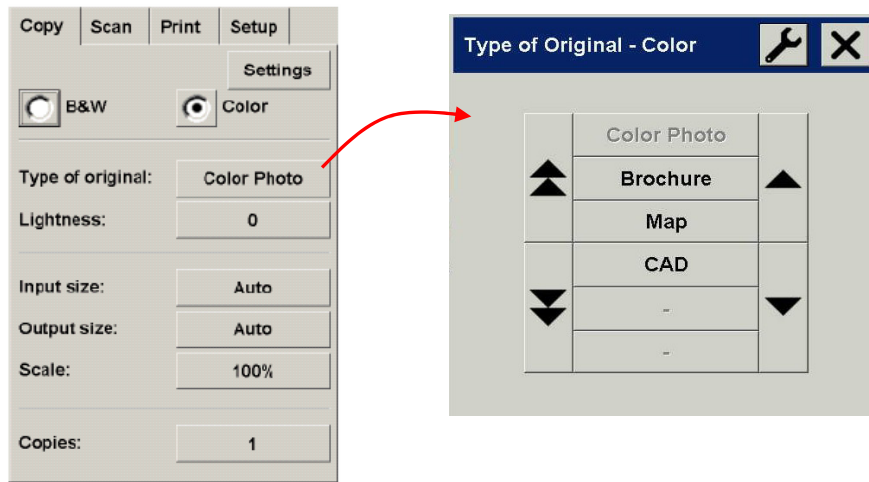 Copy Scan Print Setup
Settings
B&W Color
Type of original: Color Photo
Lightness: 0
Input size: Auto
Output size: Auto
Scale: 100%
Copies: 1
Type of Original - Color
Color Photo
Brochure
Map
CAD
-
-